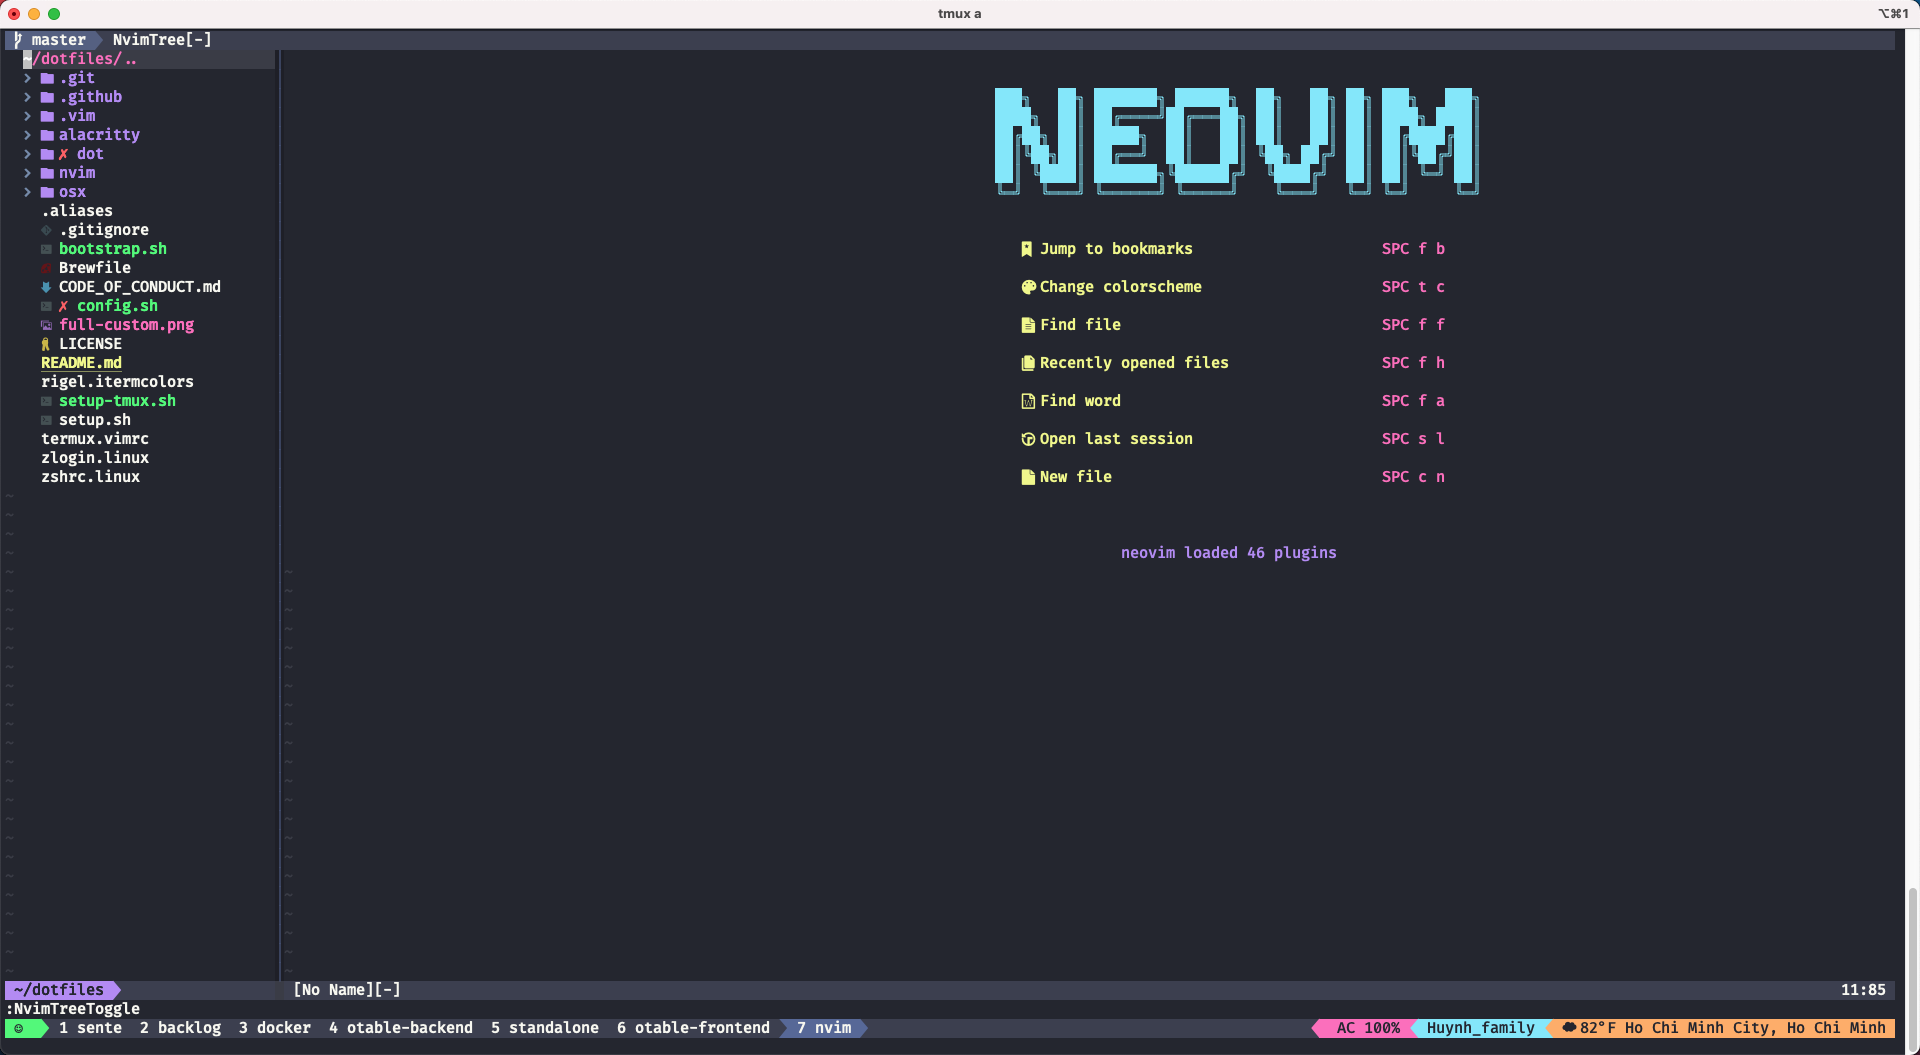 tmux a
⌥⌘1
master NvimTree[-]
~/dotfiles/..
.git
.github
.vim
alacritty
✗ dot
nvim
osx
.aliases
.gitignore
bootstrap.sh
Brewfile
CODE_OF_CONDUCT.md
✗ config.sh
full-custom.png
LICENSE
README.md
rigel.itermcolors
setup-tmux.sh
setup.sh
termux.vimrc
zlogin.linux
zshrc.linux
NEOVIM
Jump to bookmarks SPC f b
Change colorscheme SPC t c
Find file SPC f f
Recently opened files SPC f h
Find word SPC f a
Open last session SPC s l
New file SPC c n
neovim loaded 46 plugins
~/dotfiles [No Name][-] 11:85
:NvimTreeToggle
☺ 1 sente 2 backlog 3 docker 4 otable-backend 5 standalone 6 otable-frontend 7 nvim AC 100% Huynh_family 82°F Ho Chi Minh City, Ho Chi Minh